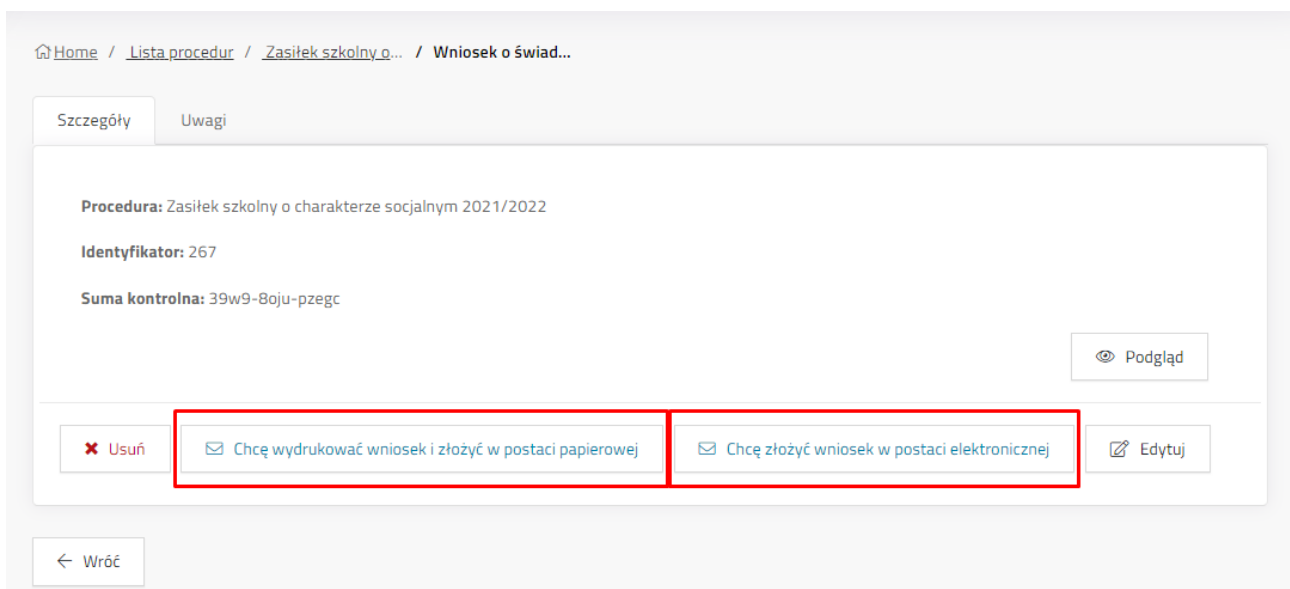 Home / Lista procedur / Zasiłek szkolny o... / Wniosek o świad...
Szczegóły Uwagi
Procedura: Zasiłek szkolny o charakterze socjalnym 2021/2022
Identyfikator: 267
Suma kontrolna: 39w9-8oju-pzegc
Podgląd
Usuń Chcę wydrukować wniosek i złożyć w postaci papierowej Chcę złożyć wniosek w postaci elektronicznej Edytuj
Wróć